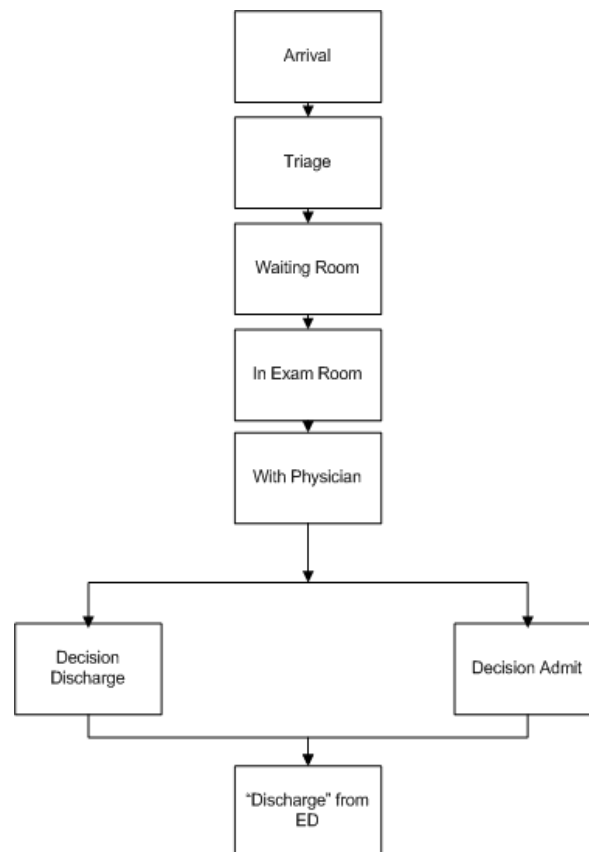 Arrival
Triage
Waiting Room
In Exam Room
With Physician
Decision
Discharge
Decision Admit
“Discharge” from
ED